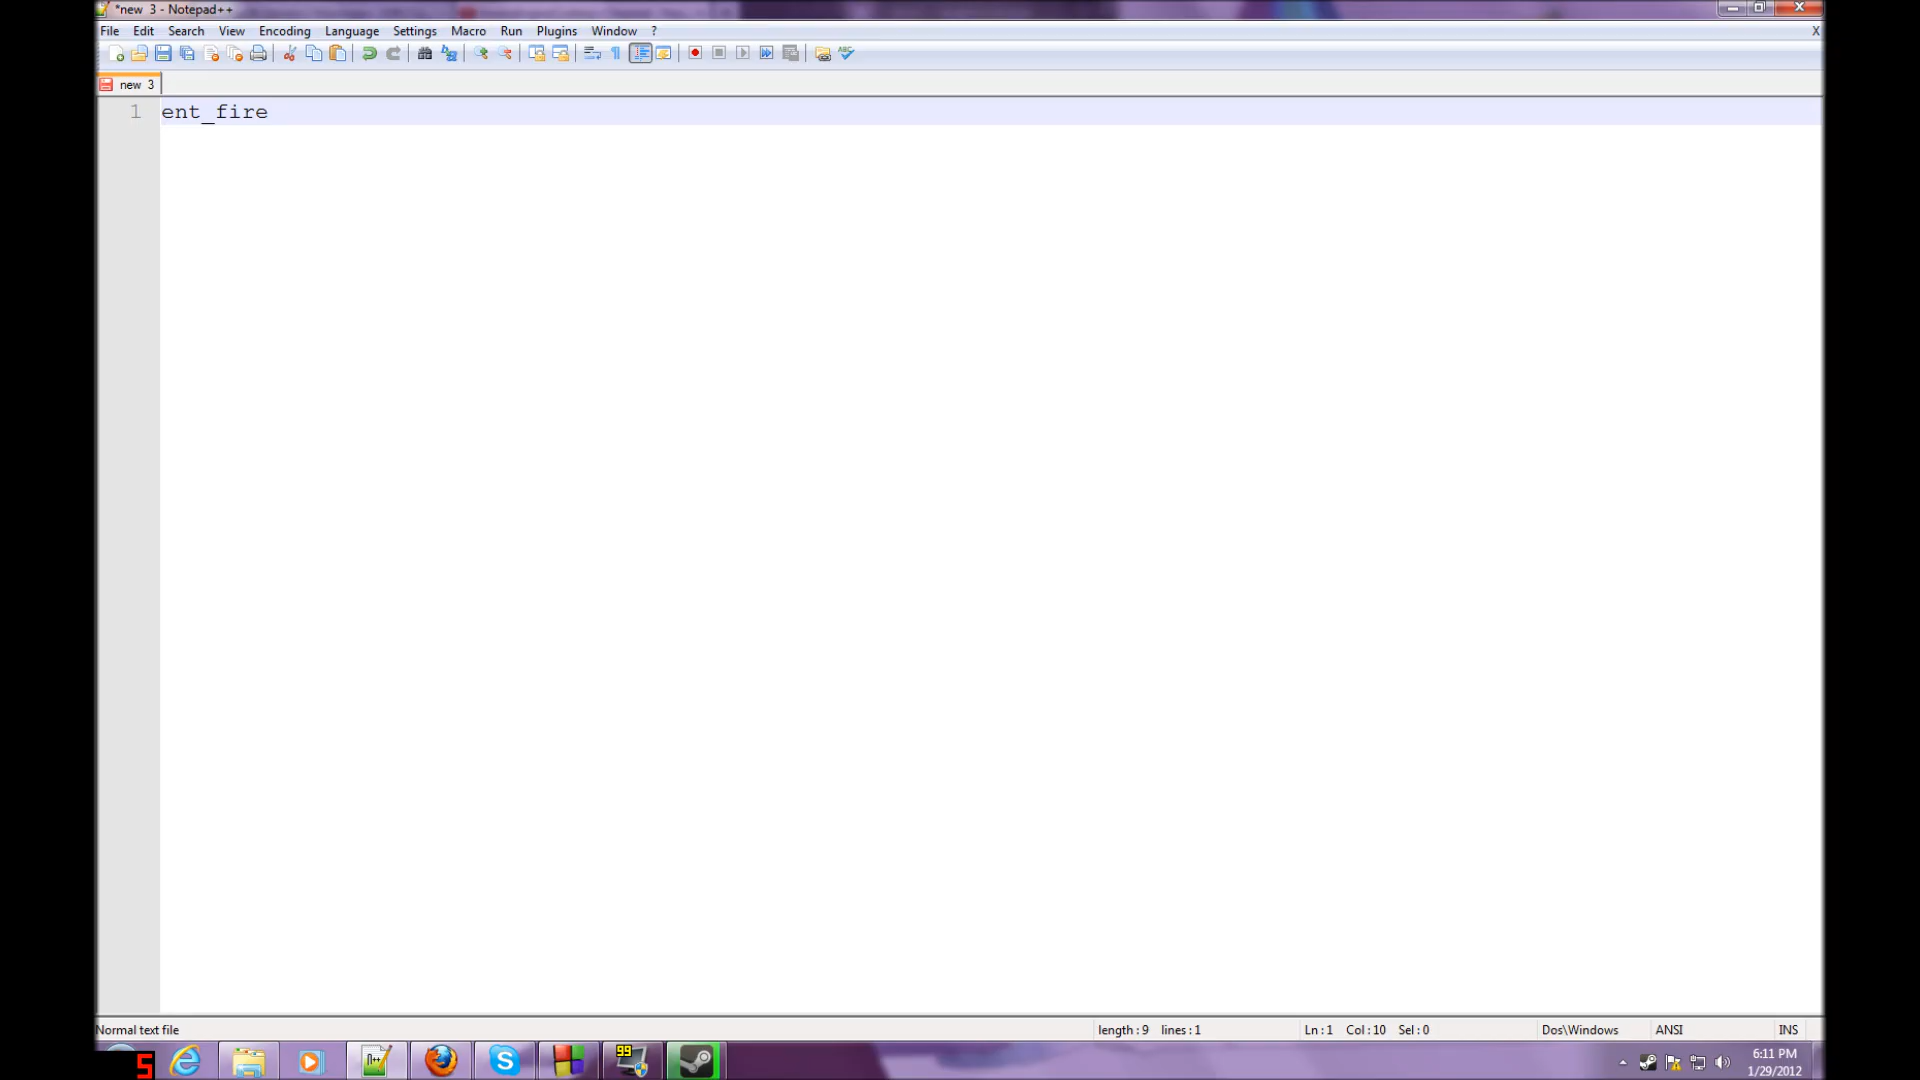 *new 3 - Notepad++
File Edit Search View Encoding Language Settings Macro Run Plugins Window ? X
new 3
1 ent_fire
Normal text file length : 9 lines : 1 Ln : 1 Col : 10 Sel : 0 Dos\Windows ANSI INS
5
99
6:11 PM
1/29/2012